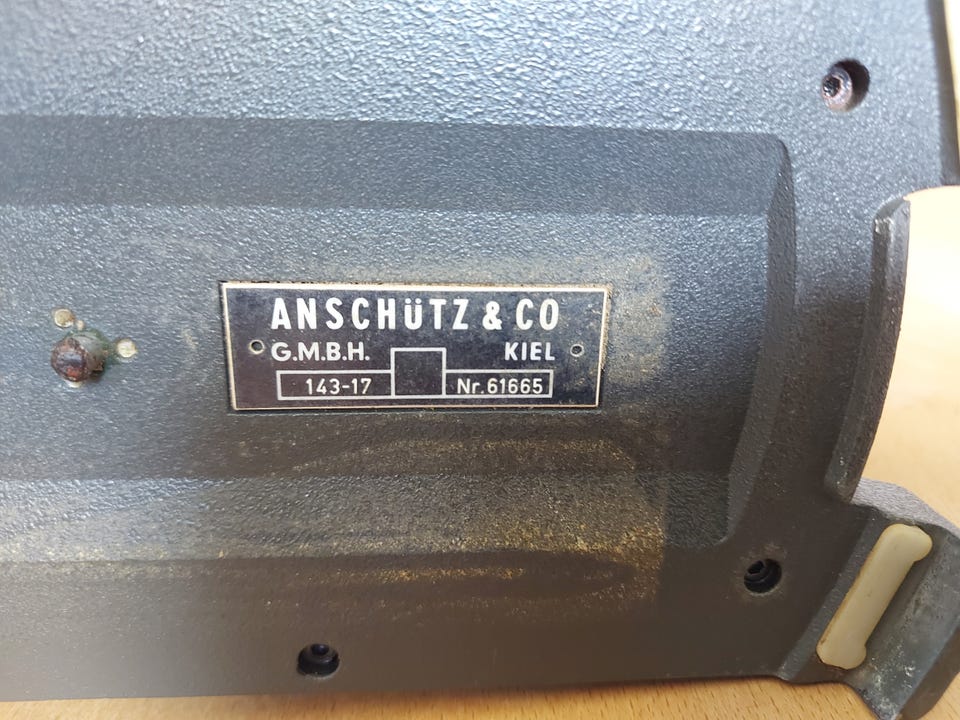 ANSCHÜTZ & CO
G.M.B.H. KIEL
143-17 Nr. 61665